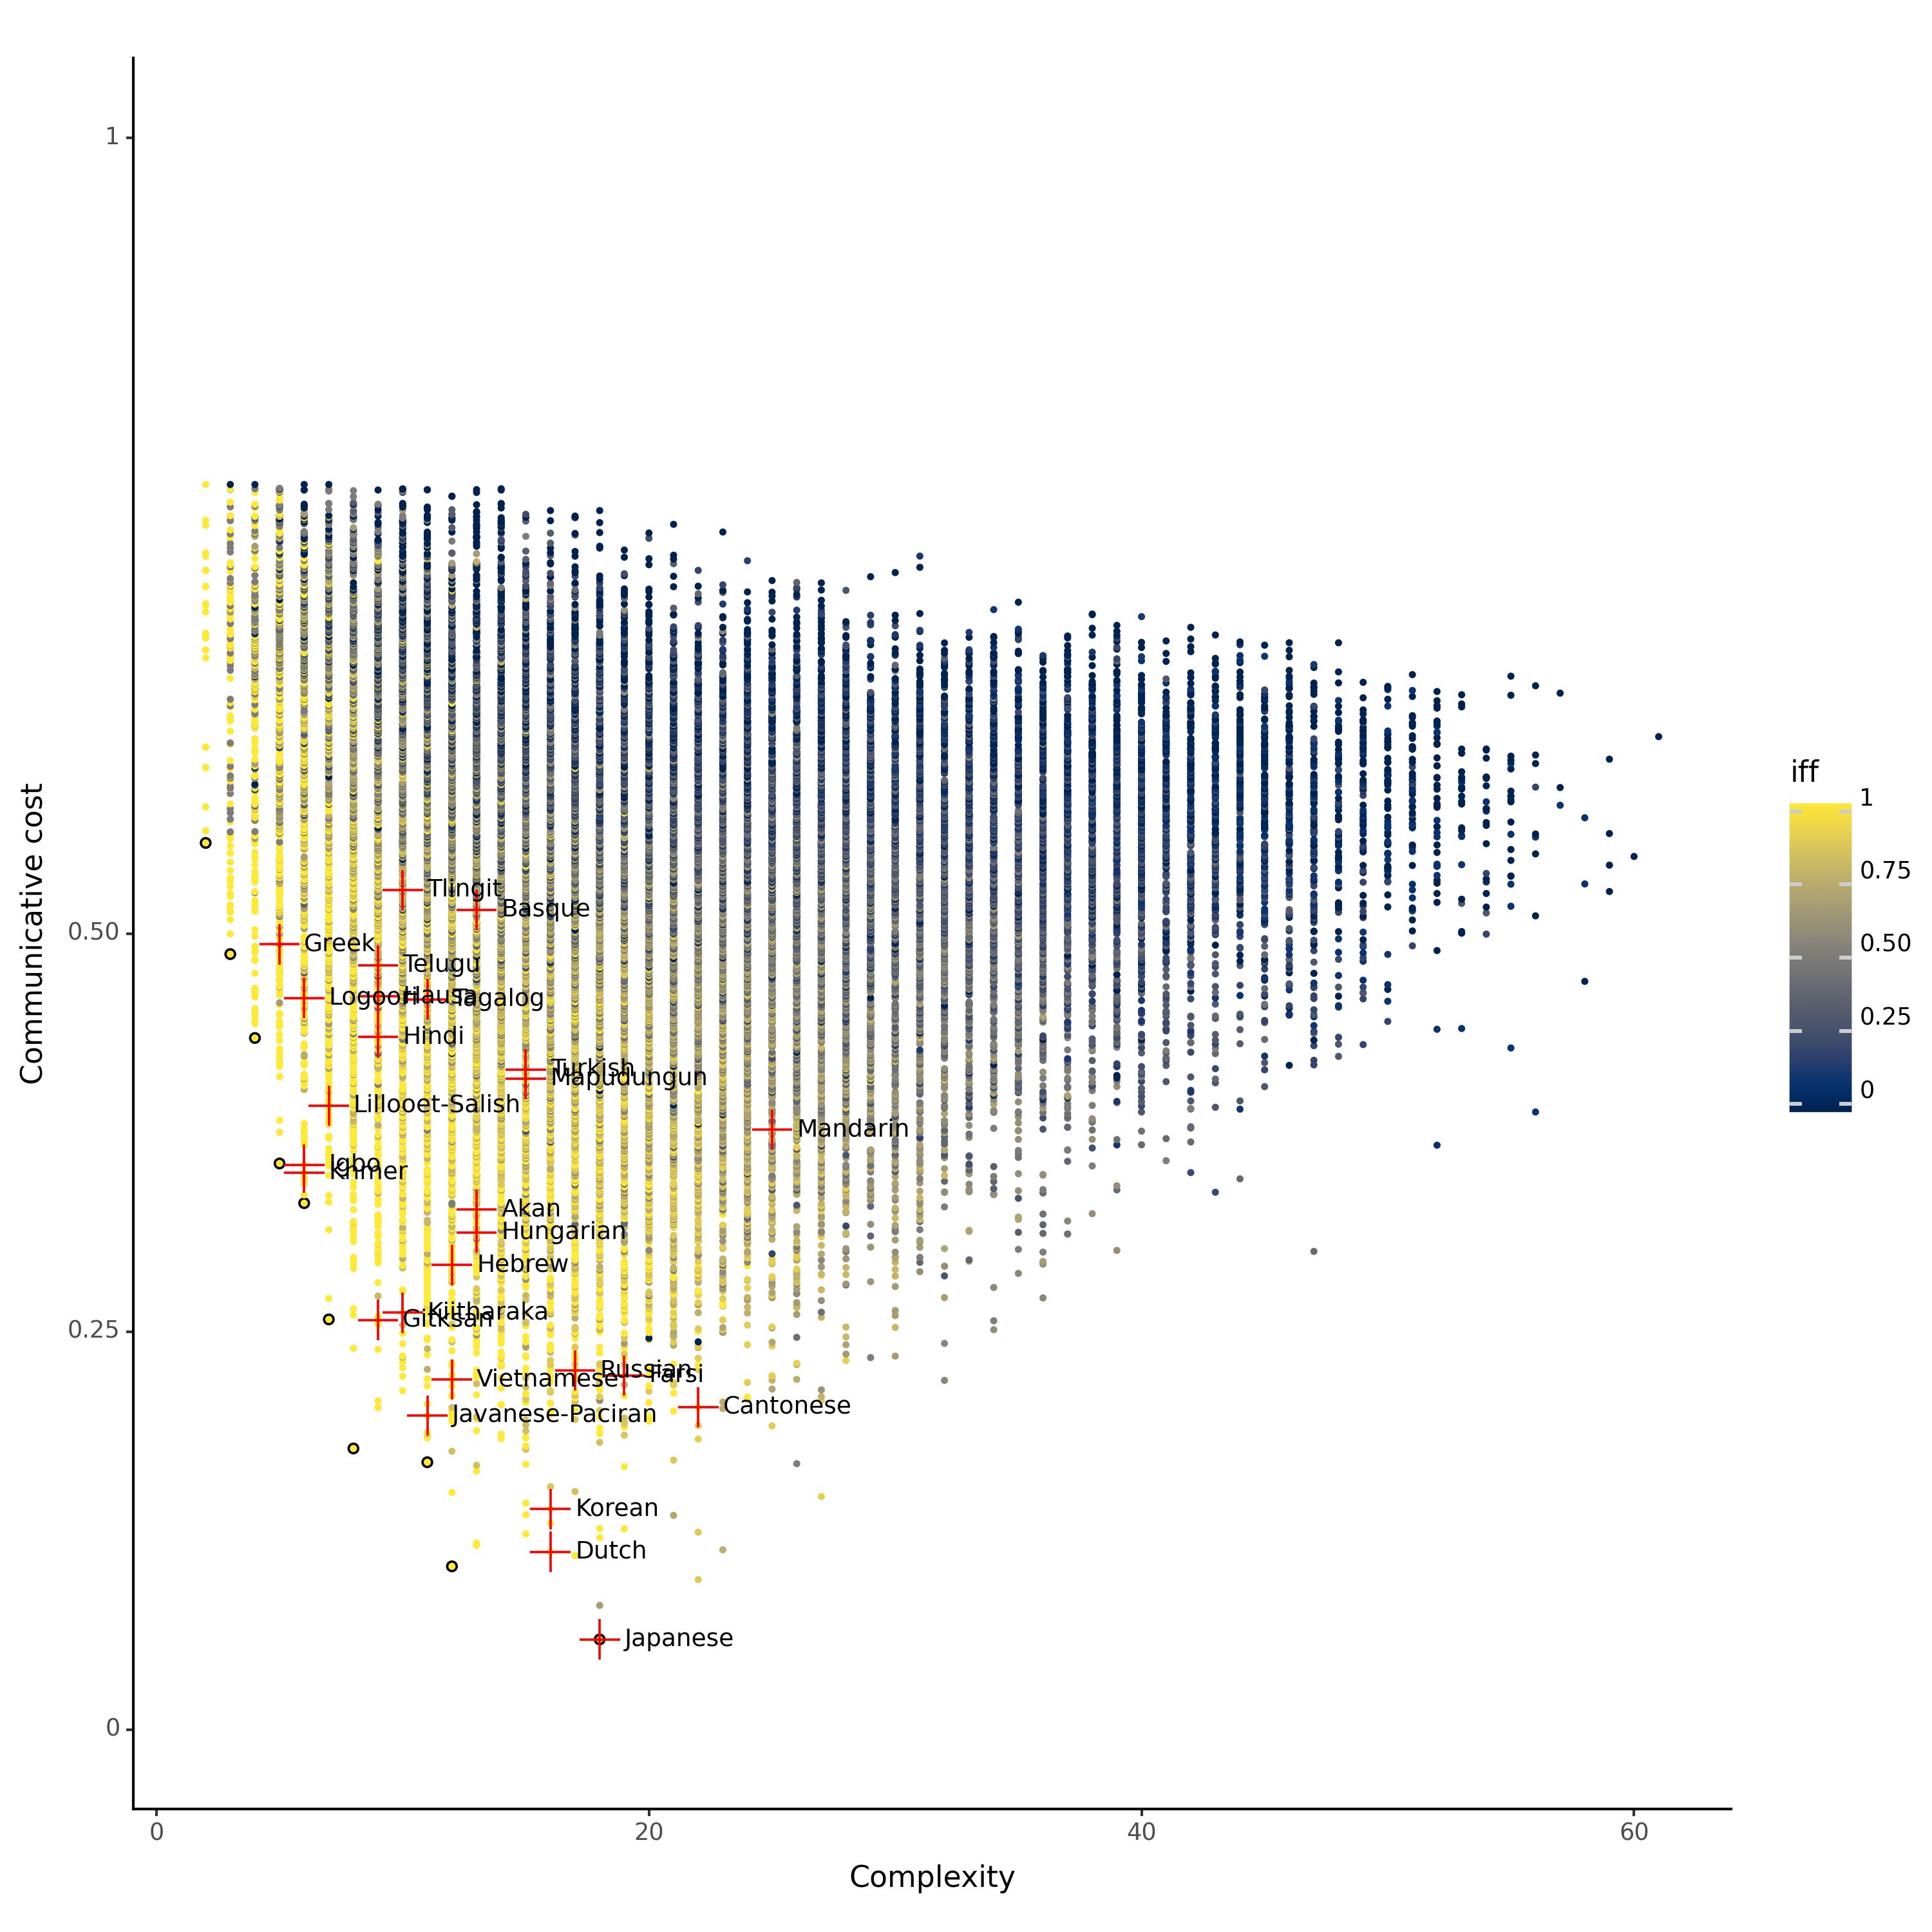 1
0.50
0.25
0
Communicative cost
0
20
40
60
Complexity
Tlingit
Basque
Greek
Telugu
Logoori
Hausa
Tagalog
Hindi
Turkish
Mapudungun
Lillooet-Salish
Mandarin
Igbo
Khmer
Akan
Hungarian
Hebrew
Kiitharaka
Gitksan
Russian
Farsi
Vietnamese
Cantonese
Javanese-Paciran
Korean
Dutch
Japanese
iff
1
0.75
0.50
0.25
0